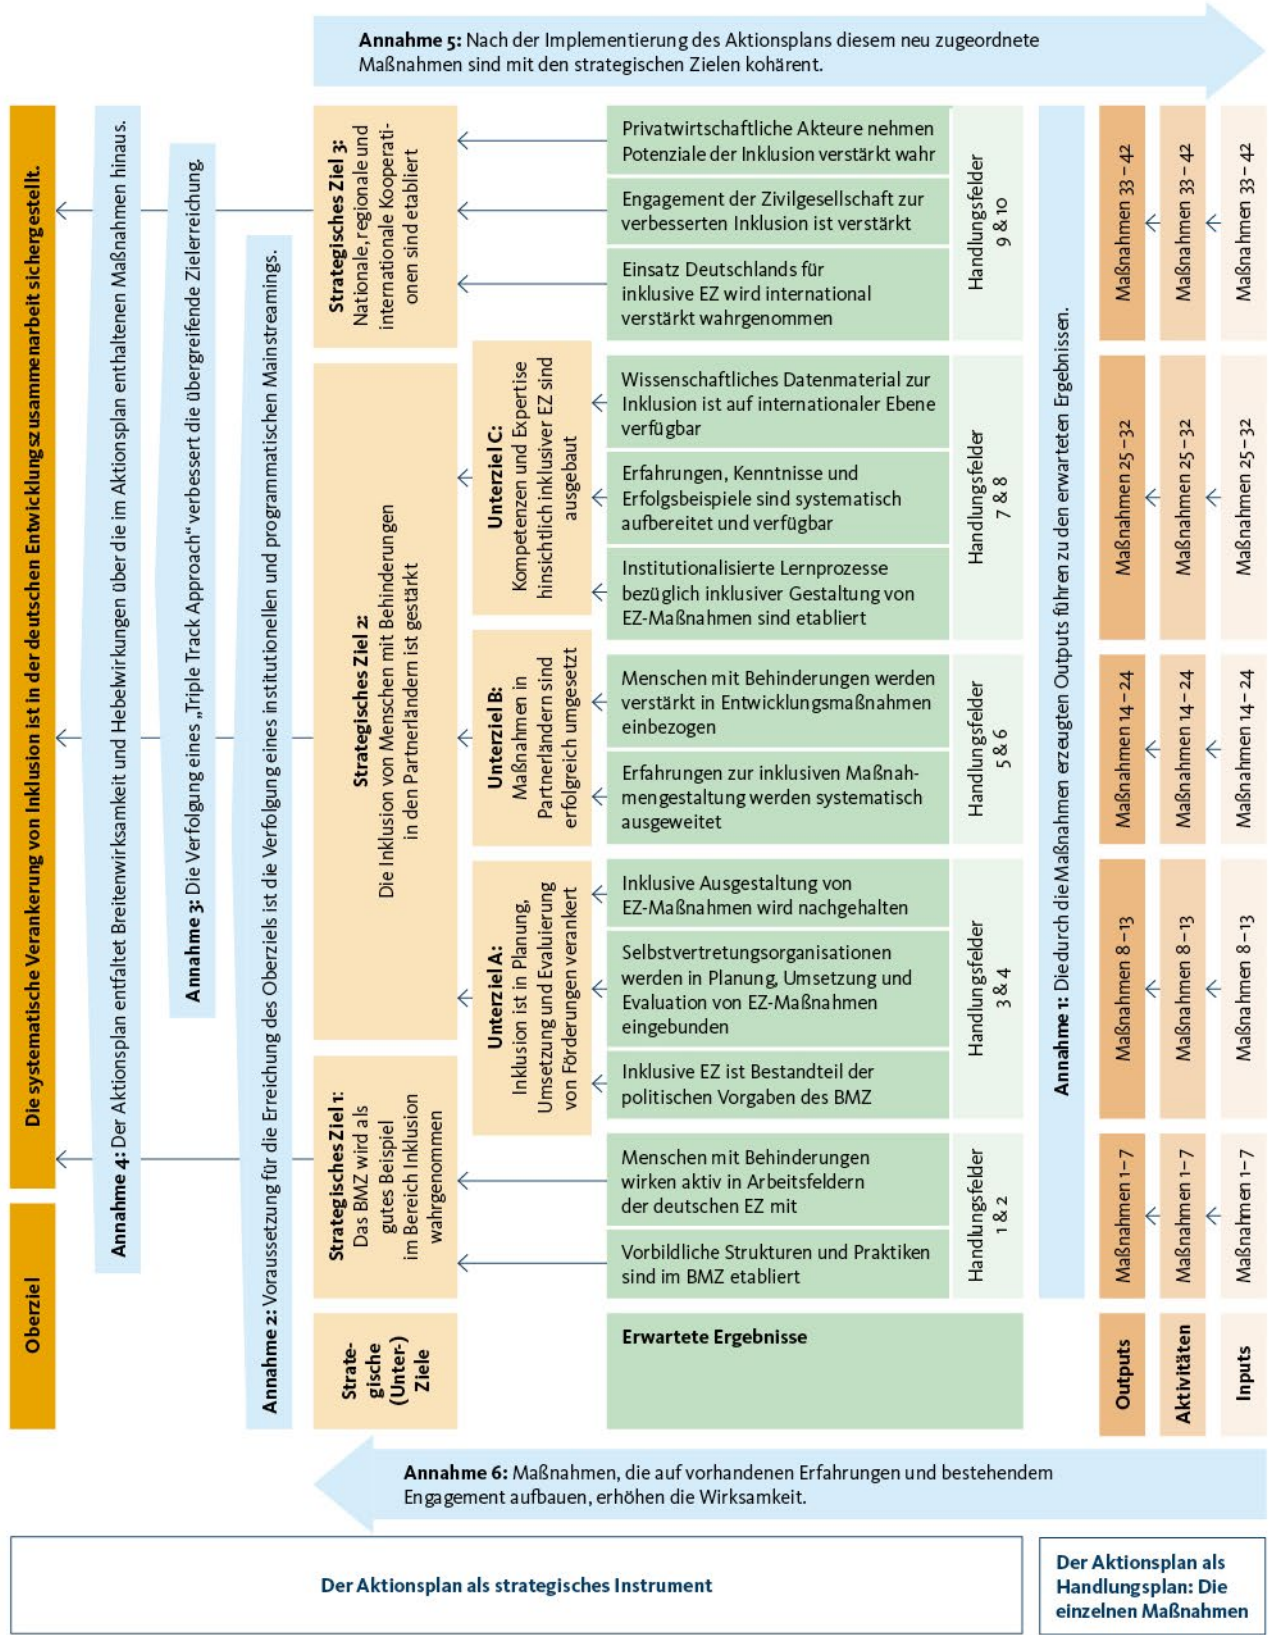 Annahme 5: Nach der Implementierung des Aktionsplans diesem neu zugeordnete
Maßnahmen sind mit den strategischen Zielen kohärent.
Oberziel
Die systematische Verankerung von Inklusion ist in der deutschen Entwicklungszusammenarbeit sichergestellt.
Annahme 4: Der Aktionsplan entfaltet Breitenwirksamkeit und Hebelwirkungen über die im Aktionsplan enthaltenen Maßnahmen hinaus.
Annahme 3: Die Verfolgung eines „Triple Track Approach“ verbessert die übergreifende Zielerreichung.
Annahme 2: Voraussetzung für die Erreichung des Oberziels ist die Verfolgung eines institutionellen und programmatischen Mainstreamings.
Strate-
gische
(Unter-)
Ziele
Strategisches Ziel 1:
Das BMZ wird als
gutes Beispiel
im Bereich Inklusion
wahrgenommen
Strategisches Ziel 2:
Die Inklusion von Menschen mit Behinderungen
in den Partnerländern ist gestärkt
Strategisches Ziel 3:
Nationale, regionale und
internationale Kooperati-
onen sind etabliert
Unterziel A:
Inklusion ist in Planung,
Umsetzung und Evaluierung
von Förderungen verankert
Unterziel B:
Maßnahmen in
Partnerländern sind
erfolgreich umgesetzt
Unterziel C:
Kompetenzen und Expertise
hinsichtlich inklusiver EZ sind
ausgebaut
Privatwirtschaftliche Akteure nehmen
Potenziale der Inklusion verstärkt wahr
Engagement der Zivilgesellschaft zur
verbesserten Inklusion ist verstärkt
Einsatz Deutschlands für
inklusive EZ wird international
verstärkt wahrgenommen
Wissenschaftliches Datenmaterial zur
Inklusion ist auf internationaler Ebene
verfügbar
Erfahrungen, Kenntnisse und
Erfolgsbeispiele sind systematisch
aufbereitet und verfügbar
Institutionalisierte Lernprozesse
bezüglich inklusiver Gestaltung von
EZ-Maßnahmen sind etabliert
Menschen mit Behinderungen werden
verstärkt in Entwicklungsmaßnahmen
einbezogen
Erfahrungen zur inklusiven Maßnah-
mengestaltung werden systematisch
ausgeweitet
Inklusive Ausgestaltung von
EZ-Maßnahmen wird nachgehalten
Selbstvertretungsorganisationen
werden in Planung, Umsetzung und
Evaluation von EZ-Maßnahmen
eingebunden
Inklusive EZ ist Bestandteil der
politischen Vorgaben des BMZ
Menschen mit Behinderungen
wirken aktiv in Arbeitsfeldern
der deutschen EZ mit
Vorbildliche Strukturen und Praktiken
sind im BMZ etabliert
Erwartete Ergebnisse
Handlungsfelder
1 & 2
Handlungsfelder
3 & 4
Handlungsfelder
5 & 6
Handlungsfelder
7 & 8
Handlungsfelder
9 & 10
Annahme 1: Die durch die Maßnahmen erzeugten Outputs führen zu den erwarteten Ergebnissen.
Outputs
Maßnahmen 1–7
Maßnahmen 8–13
Maßnahmen 14–24
Maßnahmen 25–32
Maßnahmen 33–42
Aktivitäten
Maßnahmen 1–7
Maßnahmen 8–13
Maßnahmen 14–24
Maßnahmen 25–32
Maßnahmen 33–42
Inputs
Maßnahmen 1–7
Maßnahmen 8–13
Maßnahmen 14–24
Maßnahmen 25–32
Maßnahmen 33–42
Annahme 6: Maßnahmen, die auf vorhandenen Erfahrungen und bestehendem
Engagement aufbauen, erhöhen die Wirksamkeit.
Der Aktionsplan als strategisches Instrument
Der Aktionsplan als
Handlungsplan: Die
einzelnen Maßnahmen